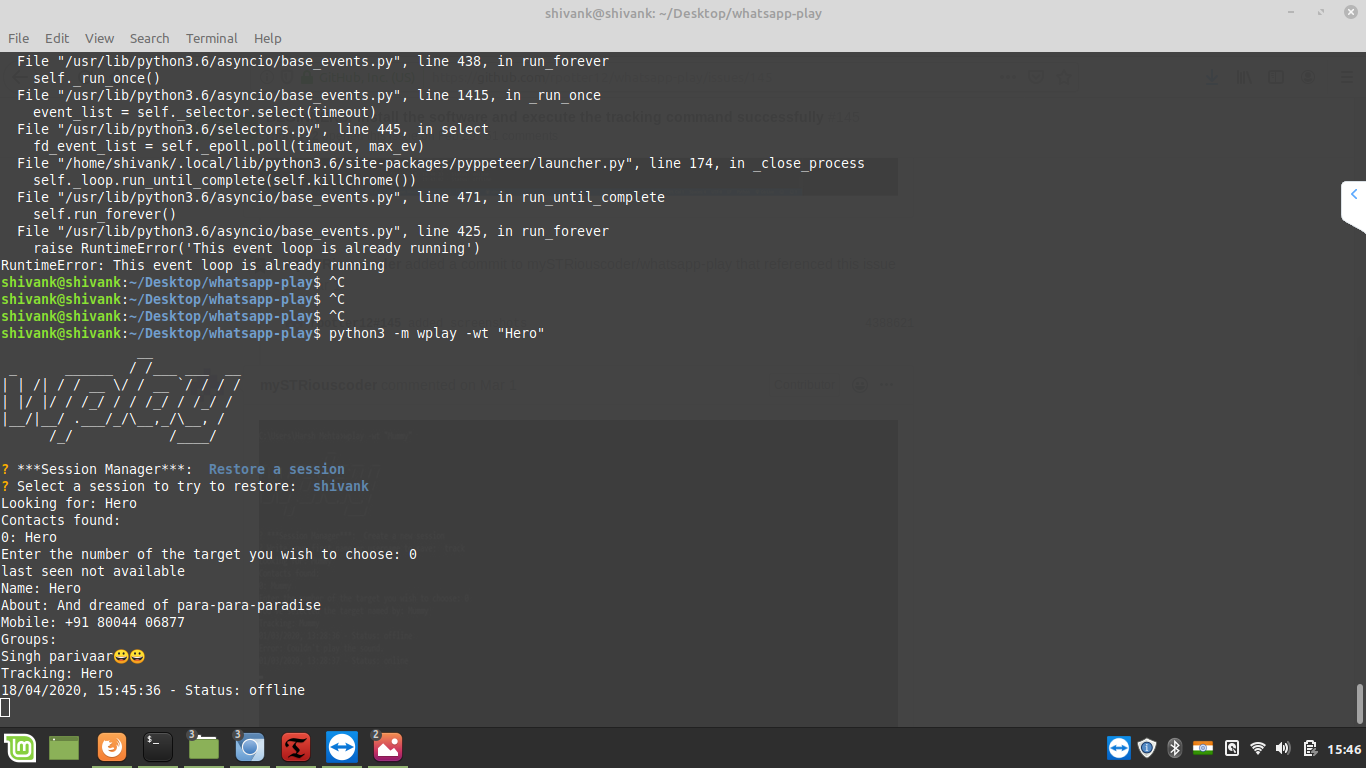 shivank@shivank: ~/Desktop/whatsapp-play
File Edit View Search Terminal Help
File "/usr/lib/python3.6/asyncio/base_events.py", line 438, in run_forever
self._run_once()
File "/usr/lib/python3.6/asyncio/base_events.py", line 1415, in _run_once
event_list = self._selector.select(timeout)
File "/usr/lib/python3.6/selectors.py", line 445, in select
fd_event_list = self._epoll.poll(timeout, max_ev)
File "/home/shivank/.local/lib/python3.6/site-packages/pyppeteer/launcher.py", line 174, in _close_process
self._loop.run_until_complete(self.killChrome())
File "/usr/lib/python3.6/asyncio/base_events.py", line 471, in run_until_complete
self.run_forever()
File "/usr/lib/python3.6/asyncio/base_events.py", line 425, in run_forever
raise RuntimeError('This event loop is already running')
RuntimeError: This event loop is already running
shivank@shivank:~/Desktop/whatsapp-play$ ^C
shivank@shivank:~/Desktop/whatsapp-play$ ^C
shivank@shivank:~/Desktop/whatsapp-play$ ^C
shivank@shivank:~/Desktop/whatsapp-play$ python3 -m wplay -wt "Hero"
wplay
? ***Session Manager***: Restore a session
? Select a session to try to restore: shivank
Looking for: Hero
Contacts found:
0: Hero
Enter the number of the target you wish to choose: 0
last seen not available
Name: Hero
About: And dreamed of para-para-paradise
Mobile: +91 80044 06877
Groups:
Singh parivaar😀😀
Tracking: Hero
18/04/2020, 15:45:36 - Status: offline
3 3 2
15:46